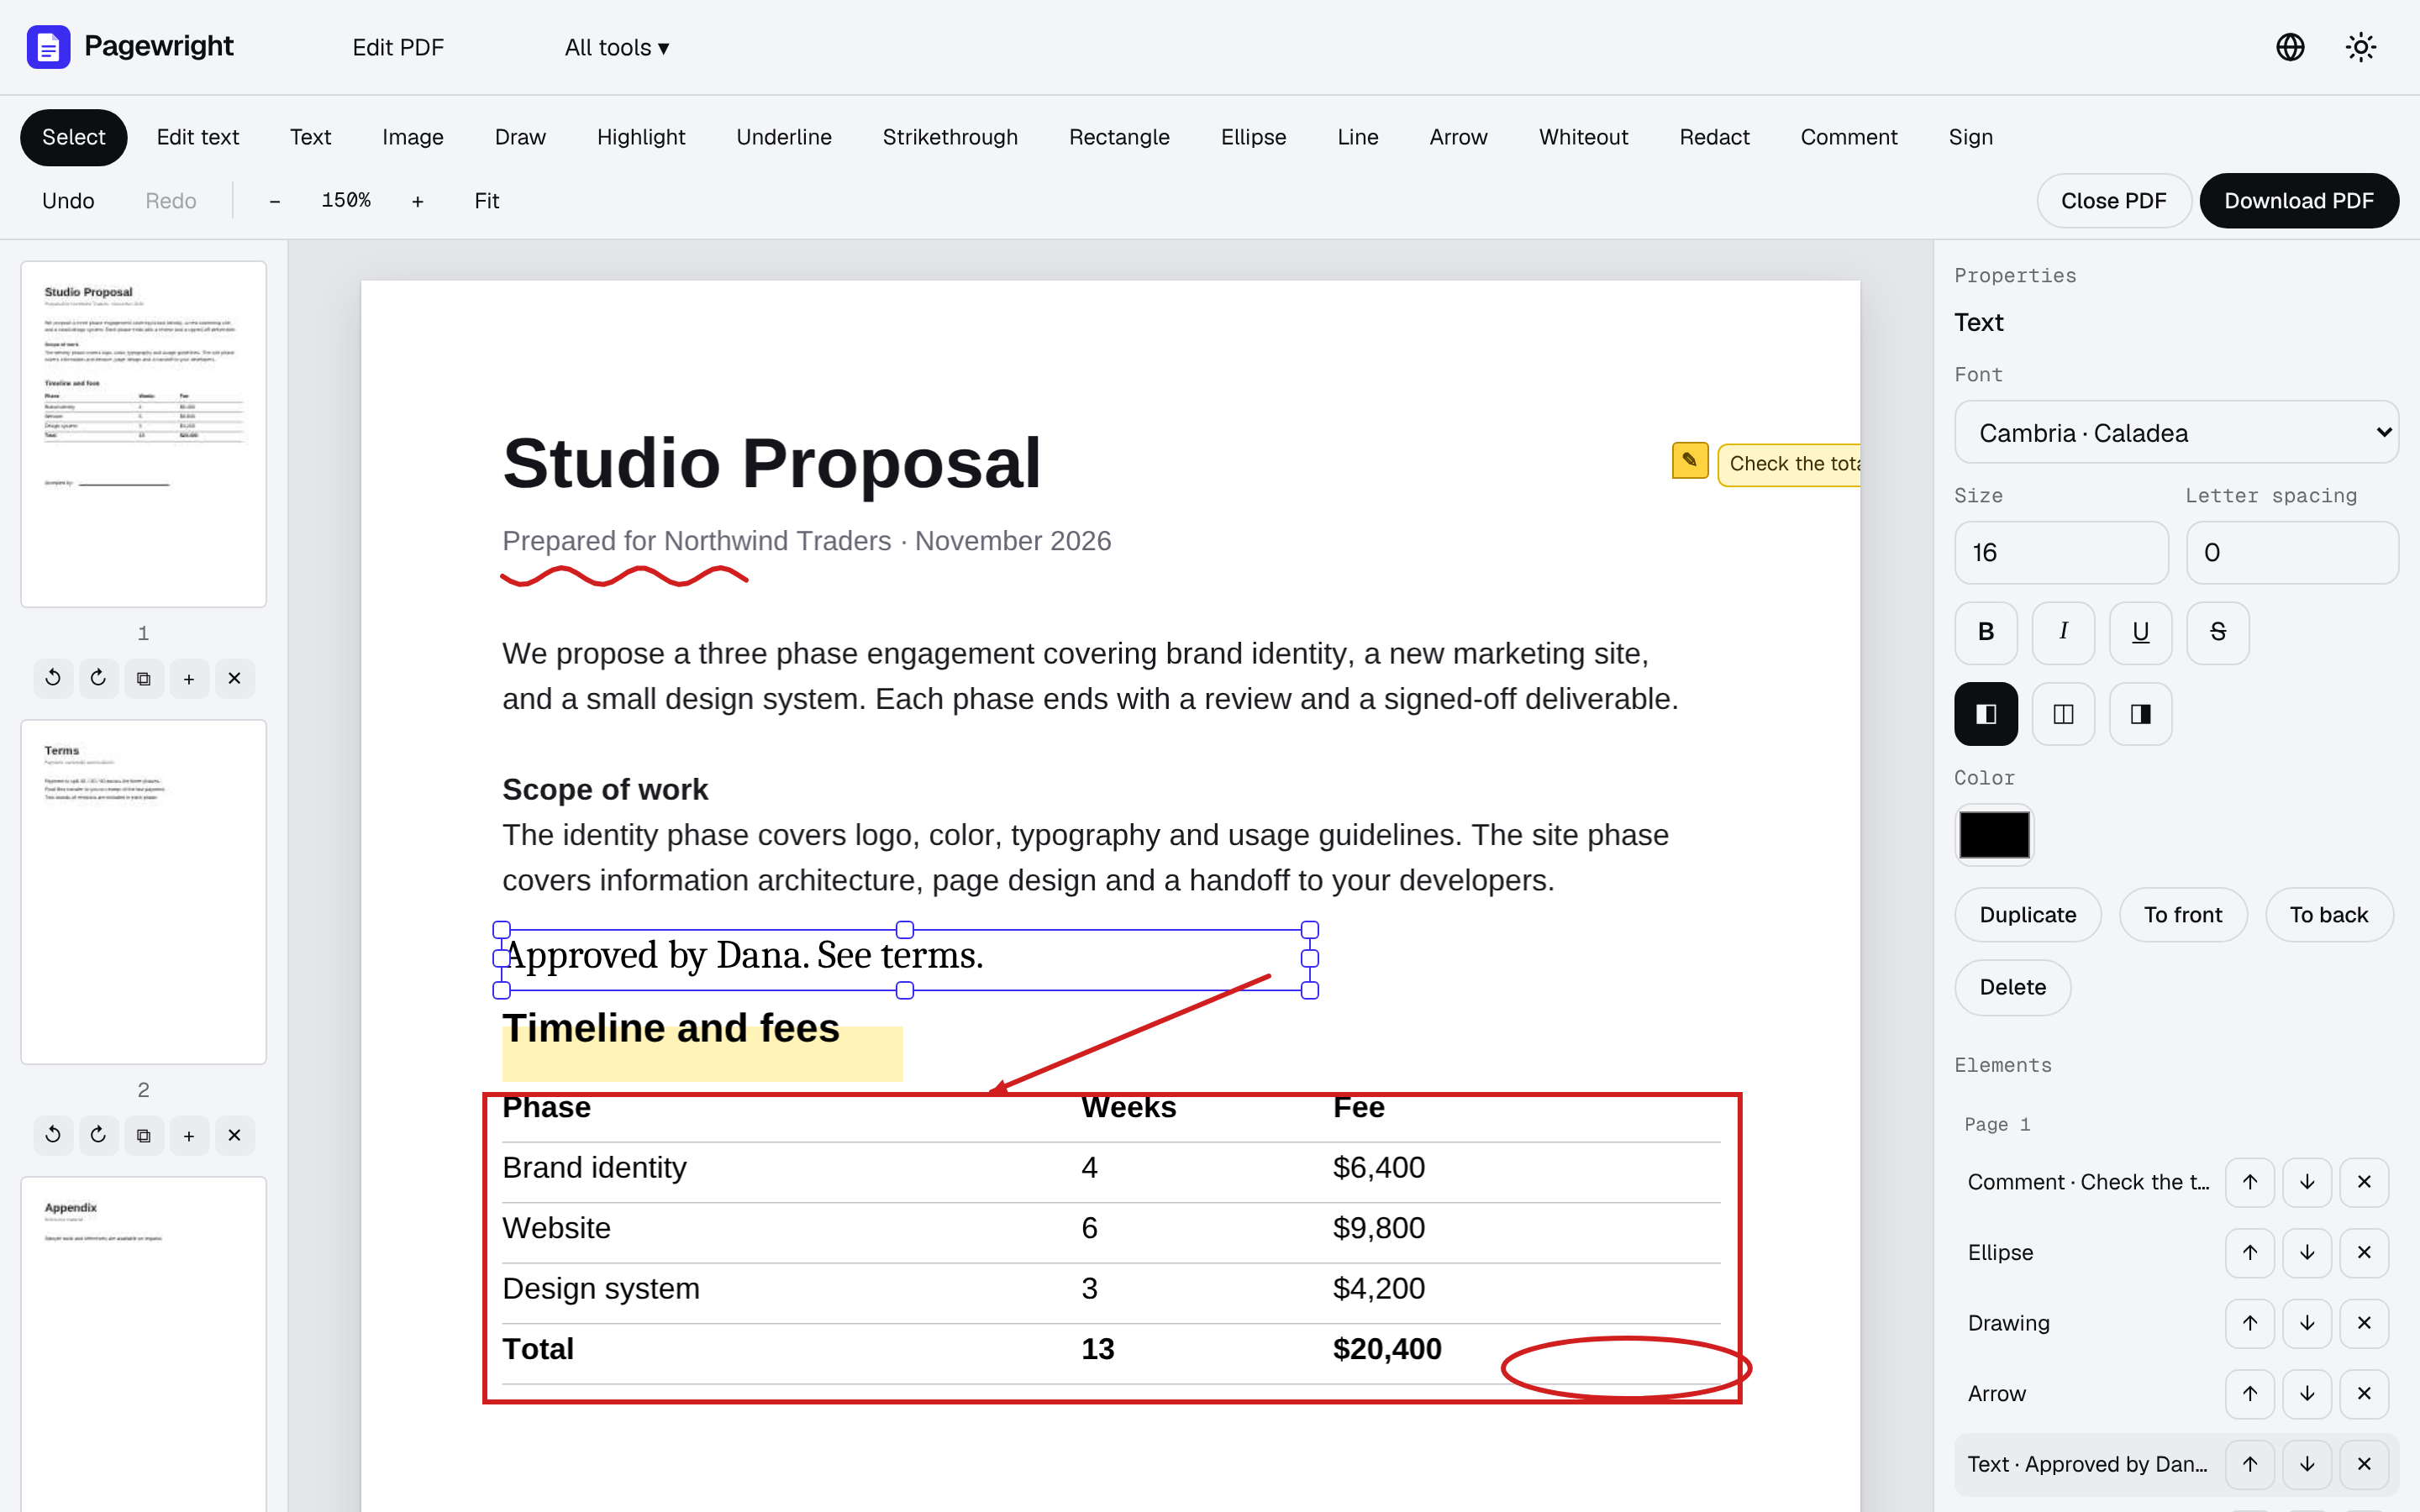 Pagewright
Edit PDF
All tools ▾
Select
Edit text
Text
Image
Draw
Highlight
Underline
Strikethrough
Rectangle
Ellipse
Line
Arrow
Whiteout
Redact
Comment
Sign
Undo
Redo
−
150%
+
Fit
Close PDF
Download PDF
Studio Proposal
Scope of work
Timeline and fees
1
Terms
2
Appendix
Studio Proposal
Check the tota
Prepared for Northwind Traders · November 2026
We propose a three phase engagement covering brand identity, a new marketing site,
and a small design system. Each phase ends with a review and a signed-off deliverable.
Scope of work
The identity phase covers logo, color, typography and usage guidelines. The site phase
covers information architecture, page design and a handoff to your developers.
Approved by Dana. See terms.
Timeline and fees
Phase Weeks Fee
Brand identity 4 $6,400
Website 6 $9,800
Design system 3 $4,200
Total 13 $20,400
Properties
Text
Font
Cambria · Caladea
Size
Letter spacing
16
0
B I U S
Color
Duplicate
To front
To back
Delete
Elements
Page 1
Comment · Check the t...
Ellipse
Drawing
Arrow
Text · Approved by Dan...